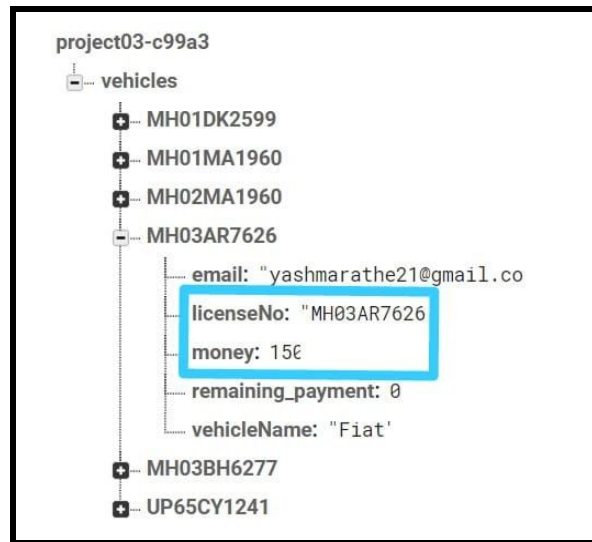 project03-c99a3
vehicles
MH01DK2599
MH01MA1960
MH02MA1960
MH03AR7626
email: "yashmarathe21@gmail.co
licenseNo: "MH03AR7626
money: 150
remaining_payment: 0
vehicleName: "Fiat'
MH03BH6277
UP65CY1241